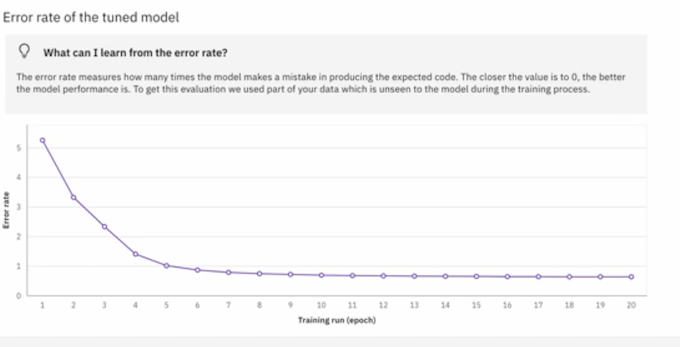 Error rate of the tuned model
What can I learn from the error rate?
The error rate measures how many times the model makes a mistake in producing the expected code. The closer the value is to 0, the better
the model performance is. To get this evaluation we used part of your data which is unseen to the model during the training process.
5
4
3
2
1
0
Error rate
1 2 3 4 5 6 7 8 9 10 11 12 13 14 15 16 17 18 19 20
Training run (epoch)